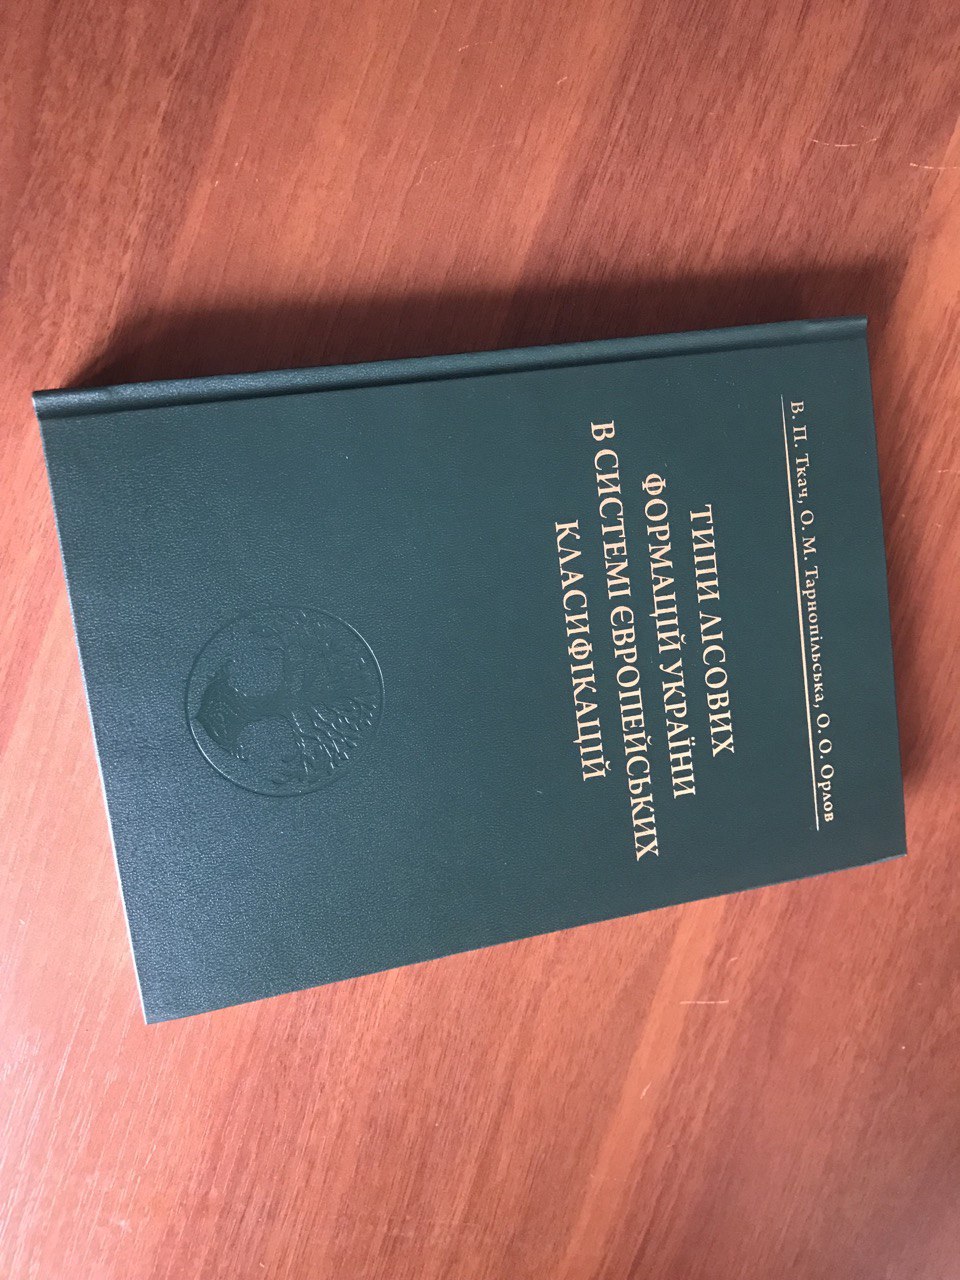 В. П. Ткач, О. М. Тарнопільська, О. О. Орлов
ТИПИ ЛІСОВИХ
ФОРМАЦІЙ УКРАЇНИ
В СИСТЕМІ ЄВРОПЕЙСЬКИХ
КЛАСИФІКАЦІЙ